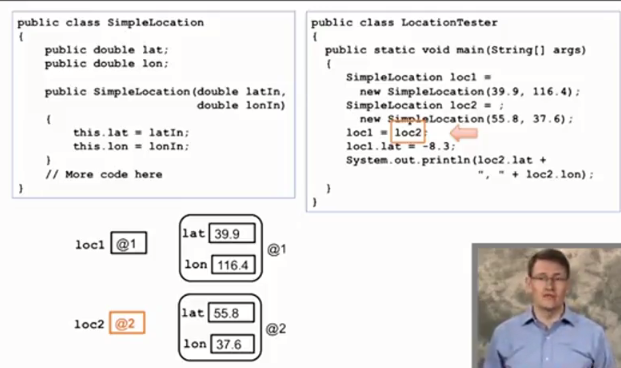 public class SimpleLocation
{
public double lat;
public double lon;
public SimpleLocation(double latIn,
double lonIn)
{
this.lat = latIn;
this.lon = lonIn;
}
// More code here
}
public class LocationTester
{
public static void main(String[] args)
{
SimpleLocation loc1 =
new SimpleLocation(39.9, 116.4);
SimpleLocation loc2 = ;
new SimpleLocation(55.8, 37.6);
loc1 = loc2;
loc1.lat = -8.3;
System.out.println(loc2.lat +
", " + loc2.lon);
}
}
loc1 @1
lat 39.9
lon 116.4
@1
loc2 @2
lat 55.8
lon 37.6
@2